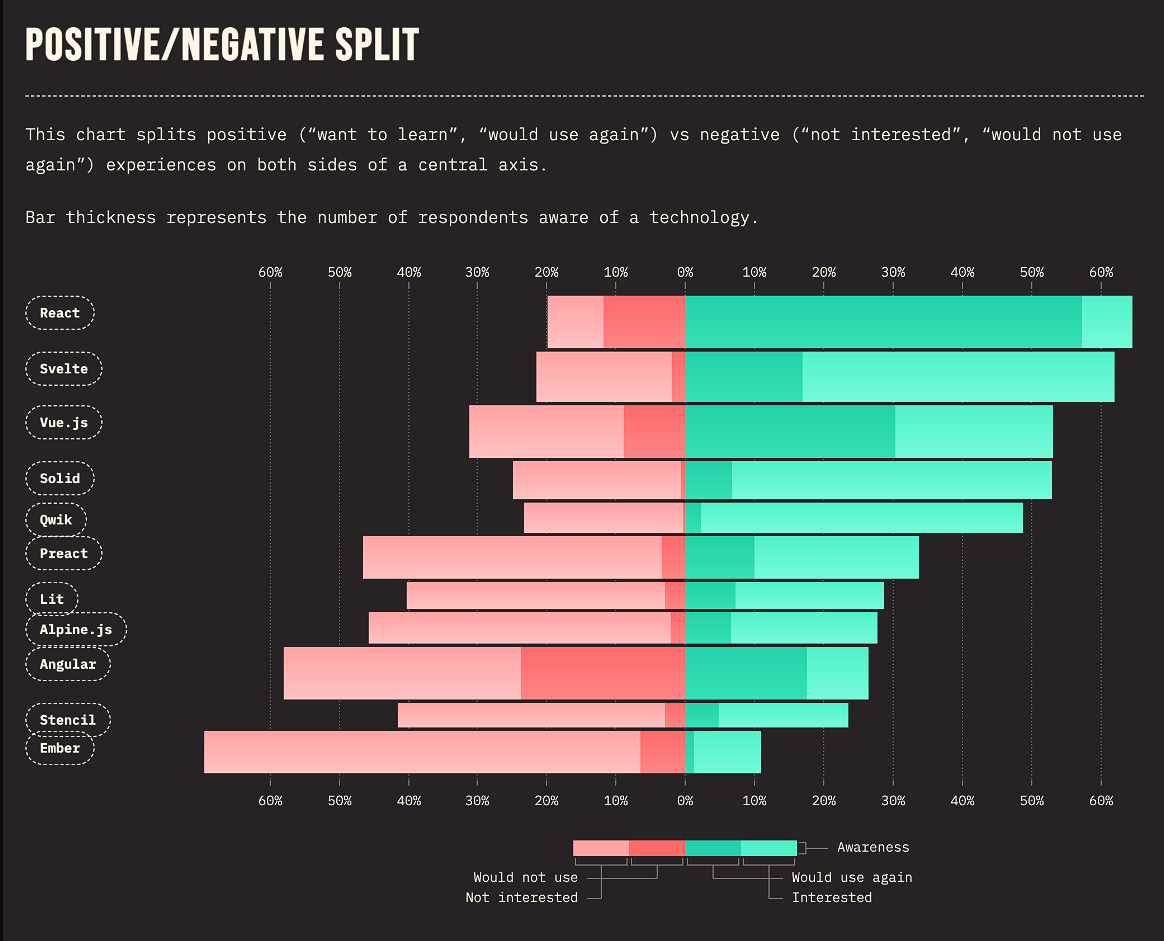 POSITIVE/NEGATIVE SPLIT
This chart splits positive (“want to learn”, “would use again”) vs negative (“not interested”, “would not use
again”) experiences on both sides of a central axis.
Bar thickness represents the number of respondents aware of a technology.
60% 50% 40% 30% 20% 10% 0% 10% 20% 30% 40% 50% 60%
React
Svelte
Vue.js
Solid
Qwik
Preact
Lit
Alpine.js
Angular
Stencil
Ember
60% 50% 40% 30% 20% 10% 0% 10% 20% 30% 40% 50% 60%
Awareness
Would not use Would use again
Not interested Interested